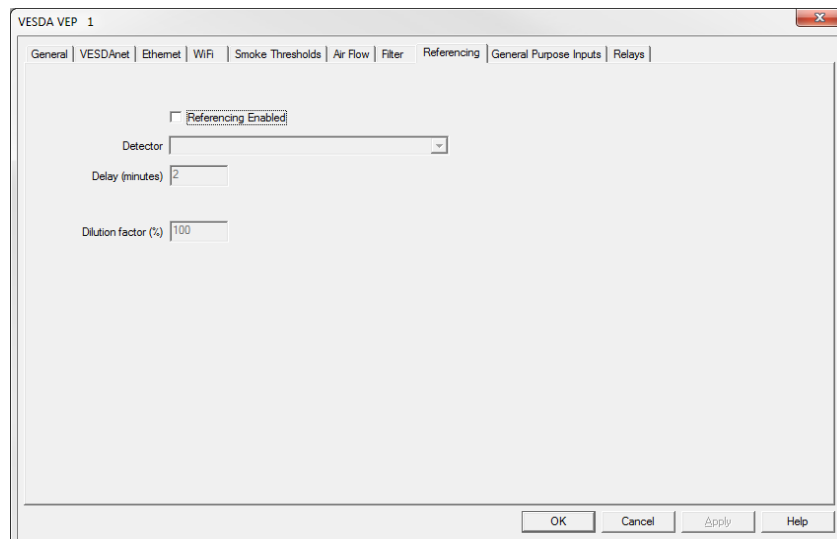 VESDA VEP 1
General VESDAnet Ethernet WiFi Smoke Thresholds Air Flow Filter Referencing General Purpose Inputs Relays
Referencing Enabled
Detector
Delay (minutes) 2
Dilution factor (%) 100
OK Cancel Apply Help